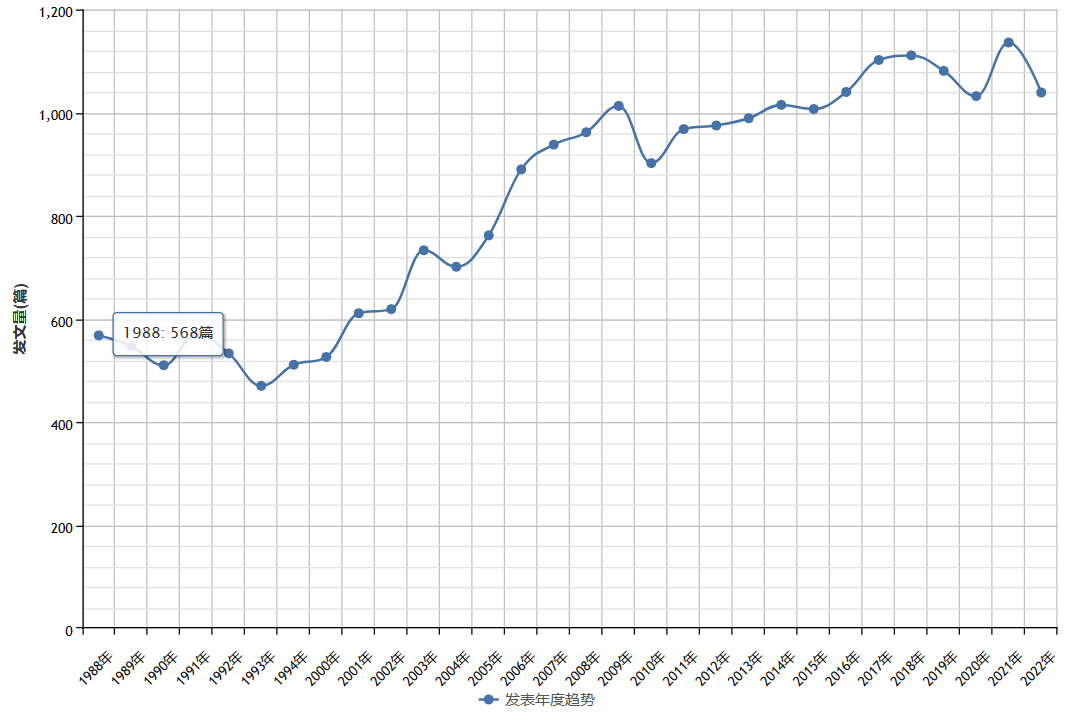 1,200
1,000
800
600
400
200
0
发文量(篇)
1988: 568篇
1988年
1989年
1990年
1991年
1992年
1993年
1994年
2000年
2001年
2002年
2003年
2004年
2005年
2006年
2007年
2008年
2009年
2010年
2011年
2012年
2013年
2014年
2015年
2016年
2017年
2018年
2019年
2020年
2021年
2022年
发表年度趋势